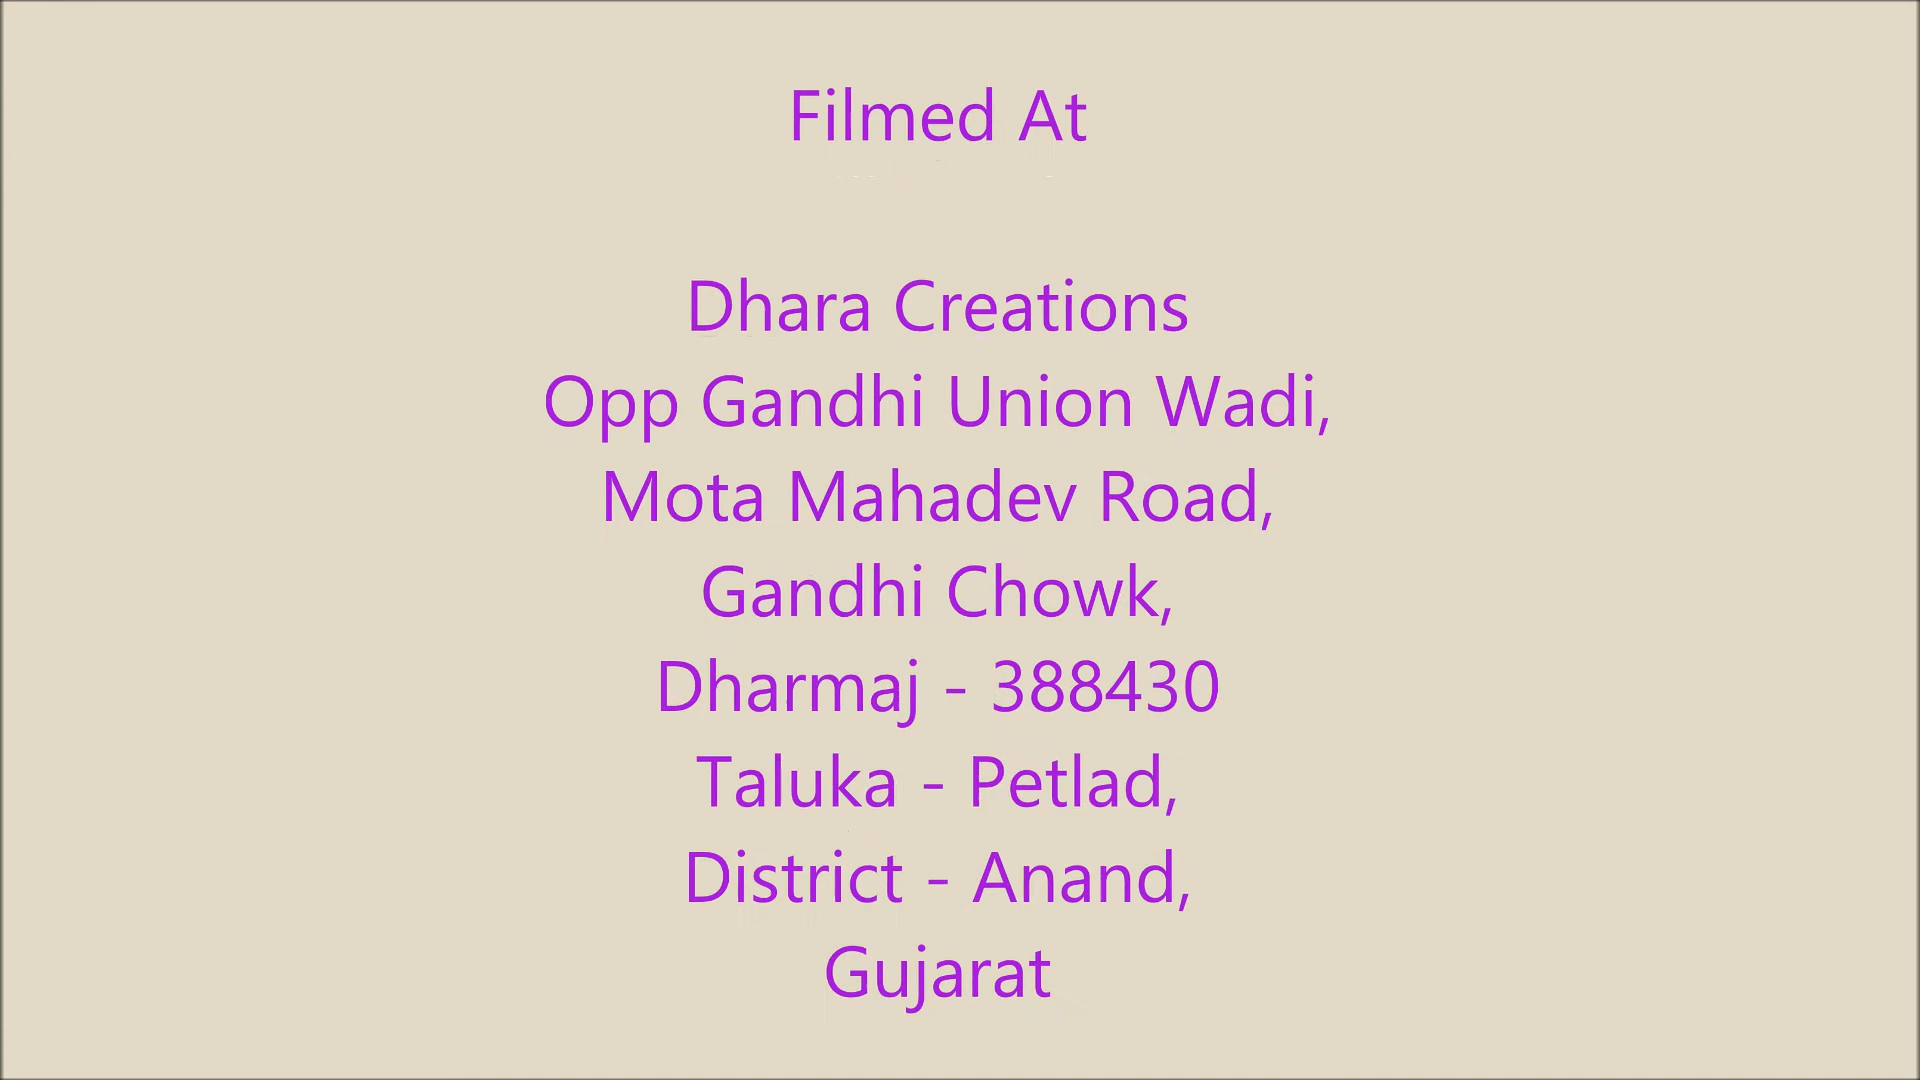 Filmed At
Dhara Creations
Opp Gandhi Union Wadi,
Mota Mahadev Road,
Gandhi Chowk,
Dharmaj - 388430
Taluka - Petlad,
District - Anand,
Gujarat